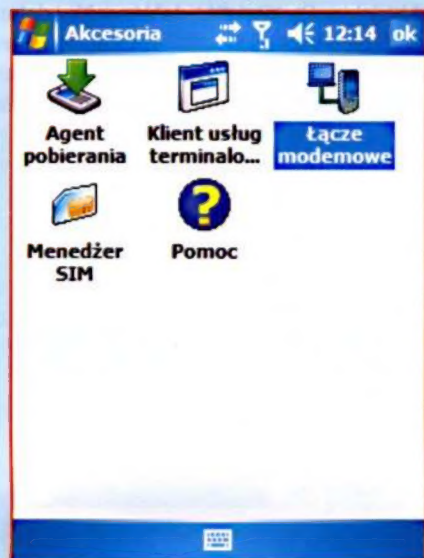 Akcesoria 12:14 ok
Agent
pobierania
Klient usług
terminalo...
Łącze
modemowe
Menedżer
SIM
Pomoc